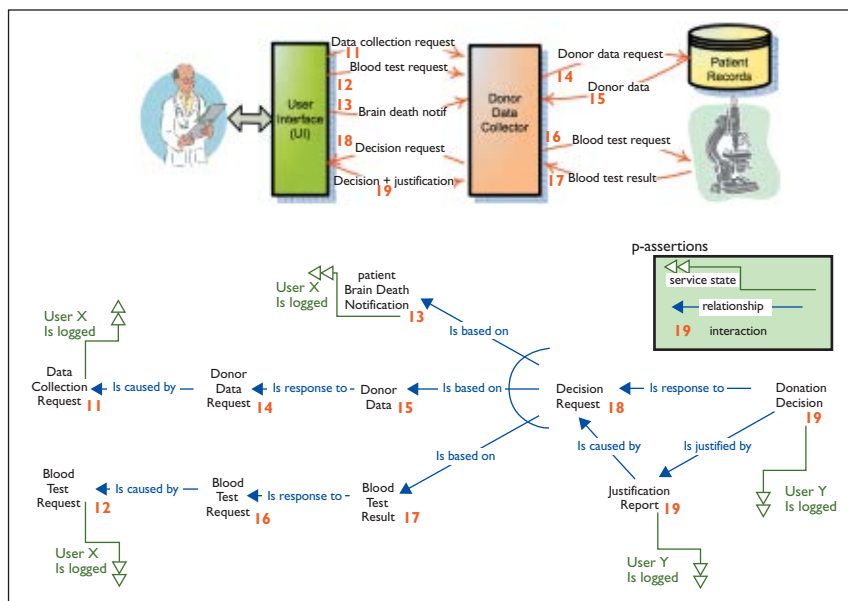 Data collection request
11
Blood test request
12
13
Brain death notif
18
Decision request
Decision + justification
19
User
Interface
(UI)
Donor
Data
Collector
Donor data request
14
Donor data
15
16
Blood test request
17
Blood test result
Patient
Records
p-assertions
service state
relationship
19 interaction
User X
Is logged
patient
Brain Death
Notification
13
User X
Is logged
Is based on
Data
Collection
Request
11
Is caused by
Donor
Data
Request
14
Is response to
Donor
Data
15
Is based on
Decision
Request
18
Is response to
Donation
Decision
19
Is caused by
Is justified by
Is based on
Blood
Test
Request
12
Is caused by
Blood
Test
Request
16
Is response to
Blood
Test
Result
17
Justification
Report
19
User Y
Is logged
User X
Is logged
User Y
Is logged